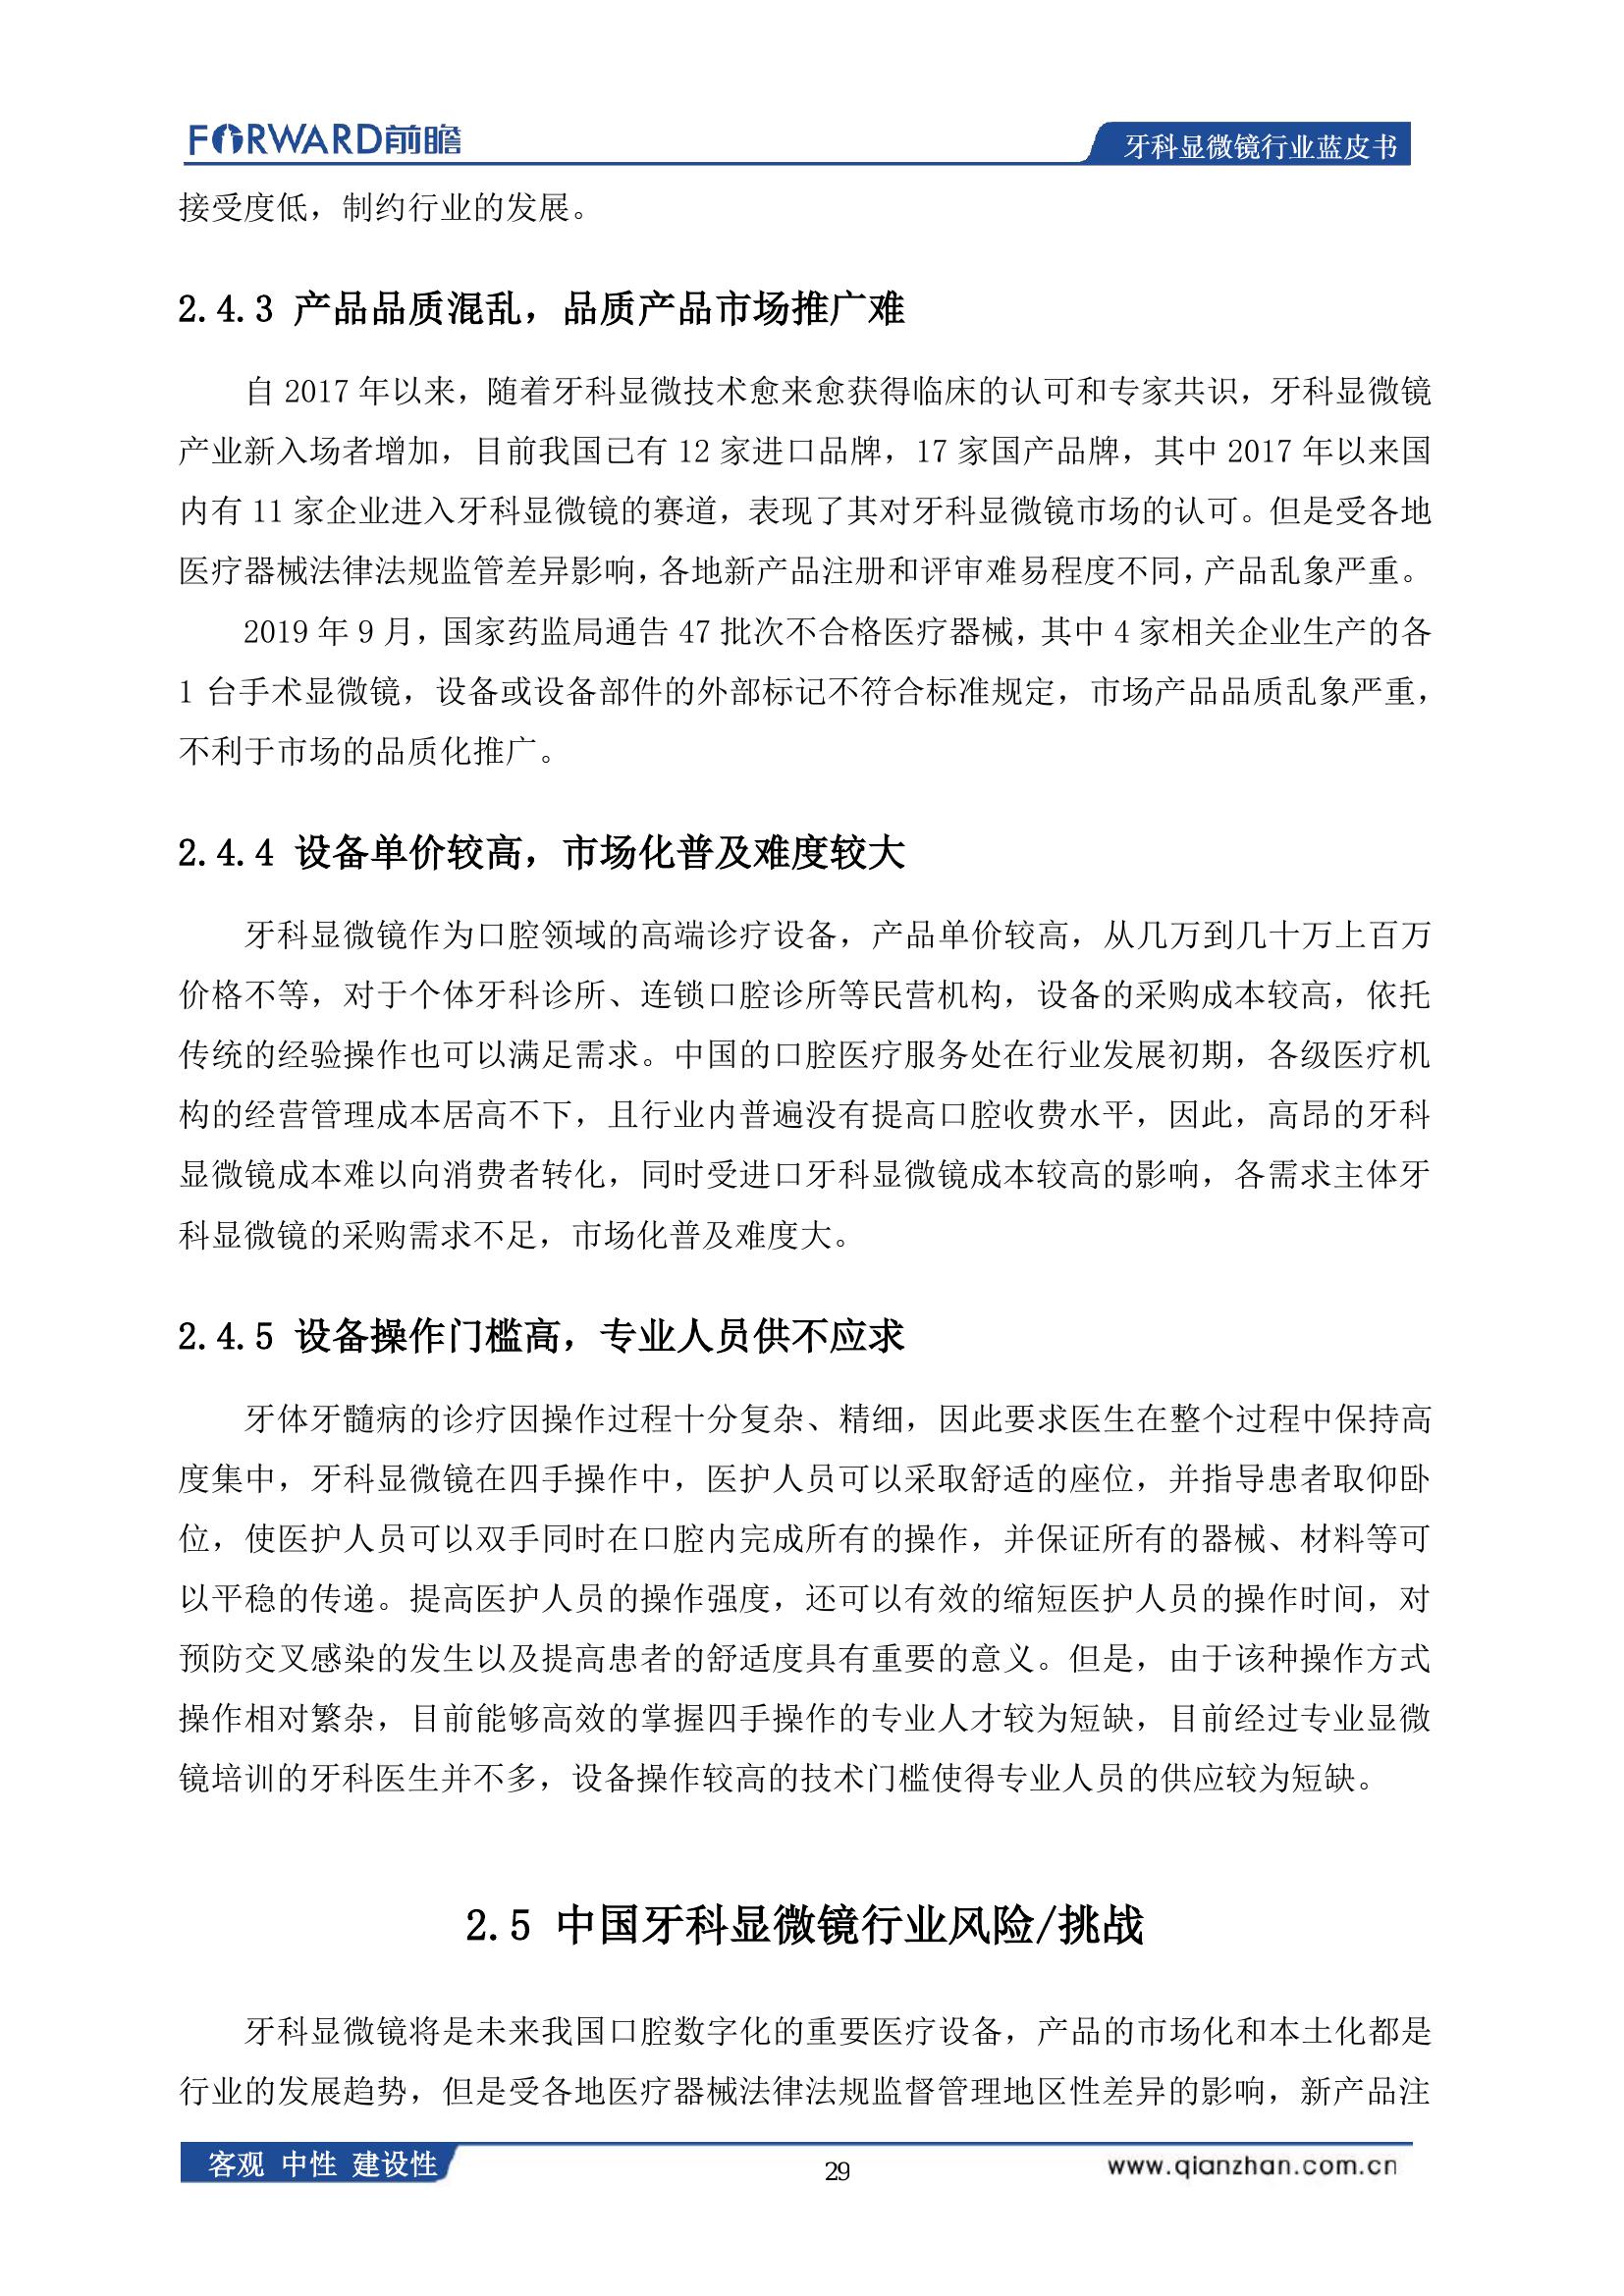 FORWARD前瞻
牙科显微镜行业蓝皮书
接受度低，制约行业的发展。
2.4.3 产品品质混乱，品质产品市场推广难
自 2017 年以来，随着牙科显微技术愈来愈获得临床的认可和专家共识，牙科显微镜
产业新入场者增加，目前我国已有 12 家进口品牌，17 家国产品牌，其中 2017 年以来国
内有 11 家企业进入牙科显微镜的赛道，表现了其对牙科显微镜市场的认可。但是受各地
医疗器械法律法规监管差异影响，各地新产品注册和评审难易程度不同，产品乱象严重。
2019 年 9 月，国家药监局通告 47 批次不合格医疗器械，其中 4 家相关企业生产的各
1 台手术显微镜，设备或设备部件的外部标记不符合标准规定，市场产品品质乱象严重，
不利于市场的品质化推广。
2.4.4 设备单价较高，市场化普及难度较大
牙科显微镜作为口腔领域的高端诊疗设备，产品单价较高，从几万到几十万上百万
价格不等，对于个体牙科诊所、连锁口腔诊所等民营机构，设备的采购成本较高，依托
传统的经验操作也可以满足需求。中国的口腔医疗服务处在行业发展初期，各级医疗机
构的经营管理成本居高不下，且行业内普遍没有提高口腔收费水平，因此，高昂的牙科
显微镜成本难以向消费者转化，同时受进口牙科显微镜成本较高的影响，各需求主体牙
科显微镜的采购需求不足，市场化普及难度大。
2.4.5 设备操作门槛高，专业人员供不应求
牙体牙髓病的诊疗因操作过程十分复杂、精细，因此要求医生在整个过程中保持高
度集中，牙科显微镜在四手操作中，医护人员可以采取舒适的座位，并指导患者取仰卧
位，使医护人员可以双手同时在口腔内完成所有的操作，并保证所有的器械、材料等可
以平稳的传递。提高医护人员的操作强度，还可以有效的缩短医护人员的操作时间，对
预防交叉感染的发生以及提高患者的舒适度具有重要的意义。但是，由于该种操作方式
操作相对繁杂，目前能够高效的掌握四手操作的专业人才较为短缺，目前经过专业显微
镜培训的牙科医生并不多，设备操作较高的技术门槛使得专业人员的供应较为短缺。
2.5 中国牙科显微镜行业风险/挑战
牙科显微镜将是未来我国口腔数字化的重要医疗设备，产品的市场化和本土化都是
行业的发展趋势，但是受各地医疗器械法律法规监督管理地区性差异的影响，新产品注
客观 中性 建设性
29
www.qianzhan.com.cn